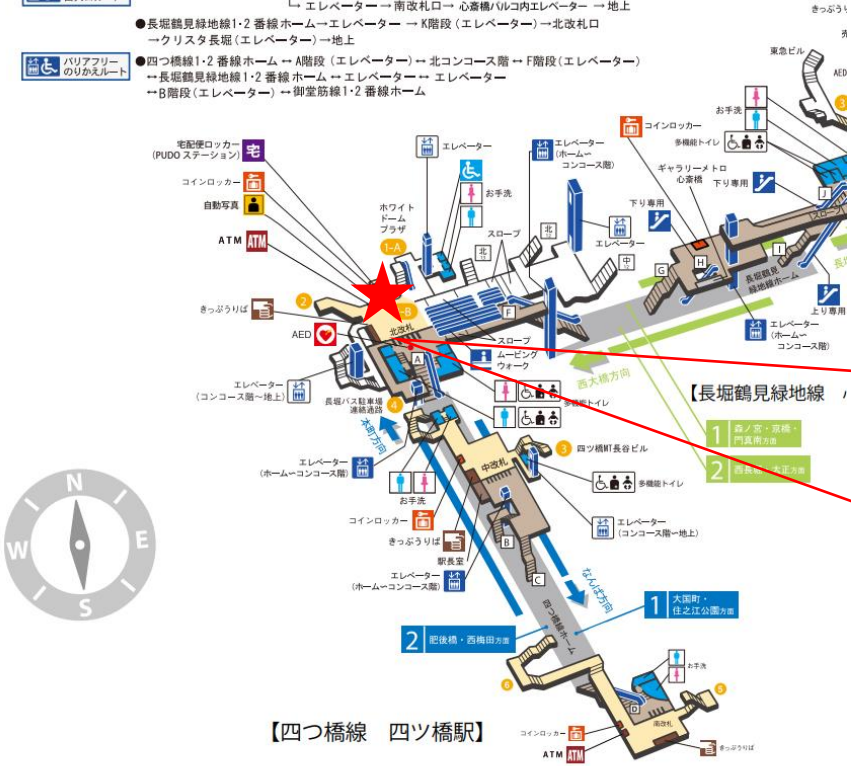 エレベーター→南改札口→ 心斎橋パルコ内エレベーター →地上
●長堀鶴見緑地線1・2 番線ホーム→エレベーター → K階段 (エレベーター)→北改札口
→クリスタ長堀 (エレベーター)→地上
バリアフリー
のりかえルート
●四つ橋線1・2 番線ホーム ↔ A階段 (エレベーター) ↔ 北コンコース階 ↔ F階段(エレベーター)
↔長堀鶴見緑地線1・2 番線ホーム ↔ エレベーター ↔ エレベーター
↔B階段(エレベーター) ↔御堂筋線1・2 番線ホーム
きっぷう
東急ビル
AED
3
お手洗
多機能トイレ
コインロッカー
ギャラリーメトロ
心斎橋
下り専用
J
スロープ
宅配便ロッカー
(PUDO ステーション)
宅
コインロッカー
自動写真
ATM
ATM
エレベーター
お手洗
ホワイト
ドーム
プラザ
スロープ
エレベーター
(ホーム〜
コンコース階)
北
北
中
エレベーター
下り専用
G
H
I
長堀鶴見
緑地線ホーム
上り専用
エレベーター
(ホーム〜
コンコース階)
1-A
2
-B
北改札
F
A
きっぷうりば
AED
スロープ
ムービング
ウォーク
西大橋方向
エレベーター
(コンコース階〜地上)
長堀バス駐車場
連絡通路
4
多機能トイレ
本町方向
【長堀鶴見緑地線
1 森ノ宮・京橋・
門真南方面
2 西長堀・大正方面
3 四ツ橋MT長谷ビル
中改札
エレベーター
(ホーム〜コンコース階)
お手洗
多機能トイレ
コインロッカー
きっぷうりば
駅長室
エレベーター
(コンコース階〜地上)
エレベーター
(ホーム〜コンコース階)
B
C
なんば方向
N
W
E
S
四つ橋線ホーム
1 大国町・
住之江公園方面
2 肥後橋・西梅田方面
6
5
お手洗
D
南改札
【四つ橋線 四ツ橋駅】
コインロッカー
ATM
ATM
きっぷうりば